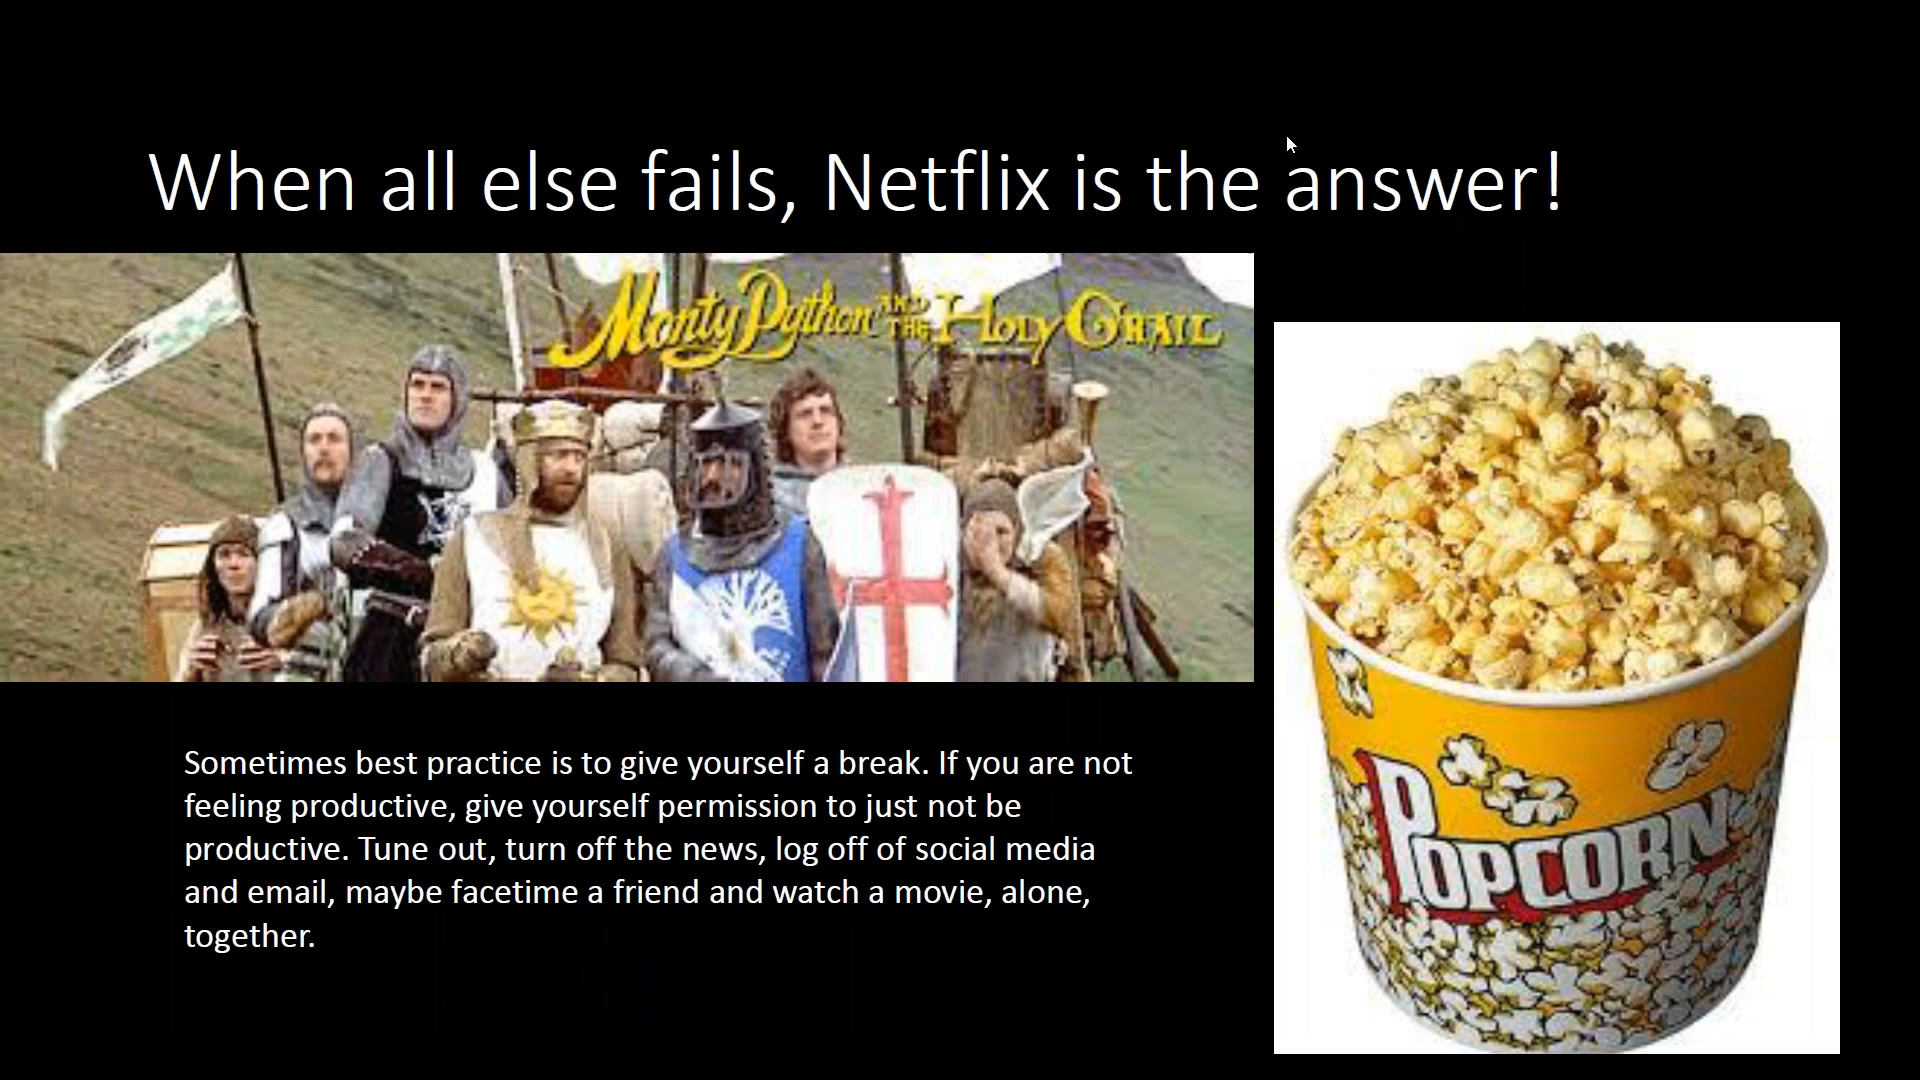 When all else fails, Netflix is the answer!
Monty Python AND THE HOLY GRAIL
Sometimes best practice is to give yourself a break. If you are not
feeling productive, give yourself permission to just not be
productive. Tune out, turn off the news, log off of social media
and email, maybe facetime a friend and watch a movie, alone,
together.
POPCORN